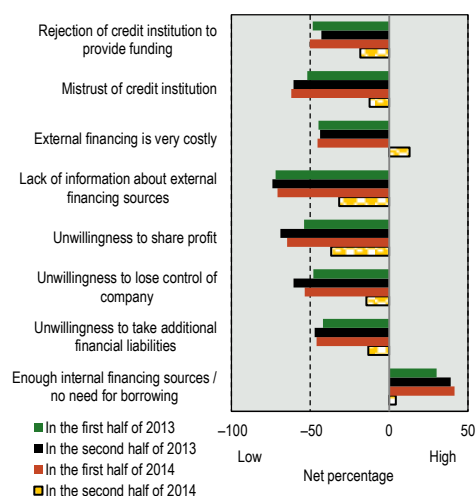 Rejection of credit institution to
provide funding
Mistrust of credit institution
External financing is very costly
Lack of information about external
financing sources
Unwillingness to share profit
Unwillingness to lose control of
company
Unwillingness to take additional
financial liabilities
Enough internal financing sources /
no need for borrowing
–100 –50 0 50
Low High
Net percentage
In the first half of 2013
In the second half of 2013
In the first half of 2014
In the second half of 2014